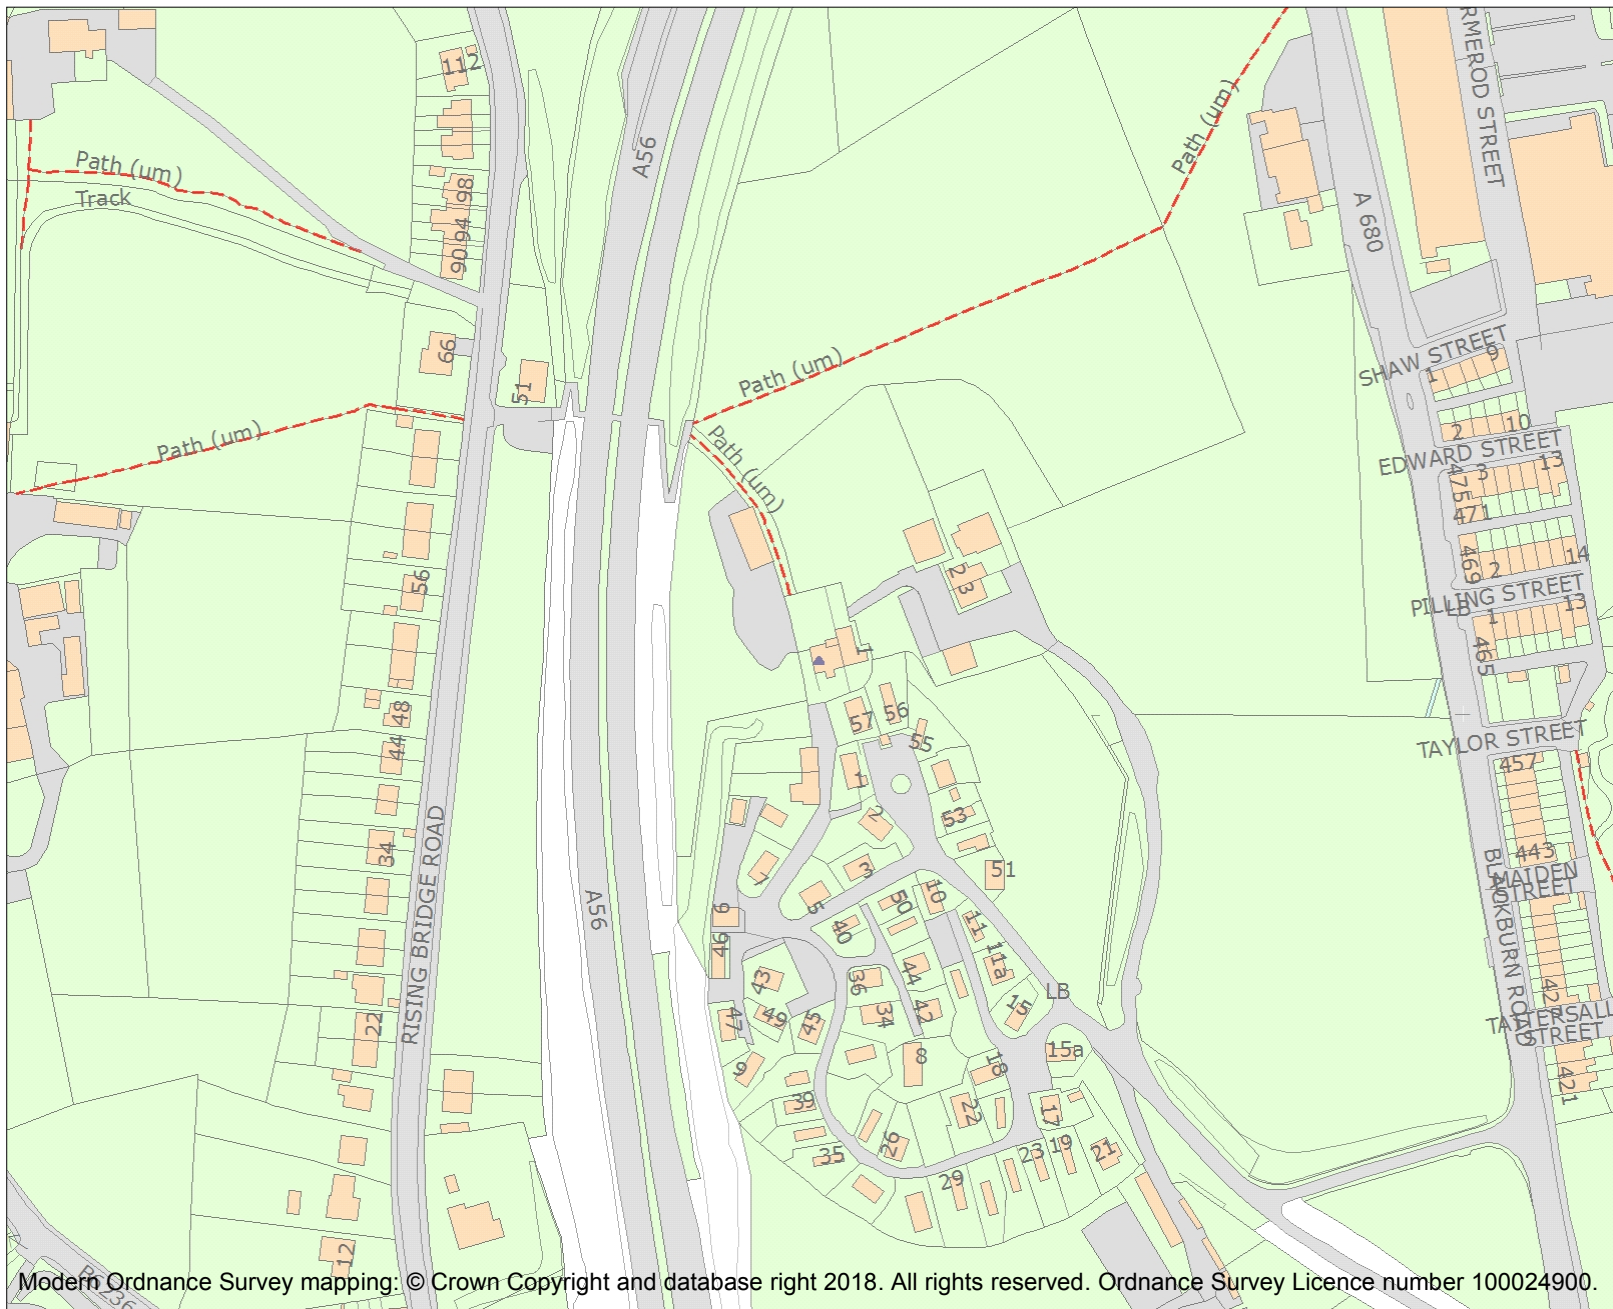 112
98
94
90
66
51
56
48
44
34
22
12
Path (um)
Track
Path (um)
A56
Path (um)
Path (um)
Path (um)
A 680
ORMEROD STREET
SHAW STREET
1
9
2
10
EDWARD STREET
475
3
13
471
469
2
14
PILLING STREET
LB
1
13
465
TAYLOR STREET
457
443
MAIDEN
STREET
BLACKBURN ROAD
427
TATTERSALL
STREET
421
RISING BRIDGE ROAD
A56
2 3
1
57
56
55
1
2
53
3
51
7
5
50
10
6
40
11
46
11a
44
43
36
15
LB
49
45
34
42
47
15a
9
8
18
39
22
17
26
35
23
19
21
29
B6236
Modern Ordnance Survey mapping: © Crown Copyright and database right 2018. All rights reserved. Ordnance Survey Licence number 100024900.